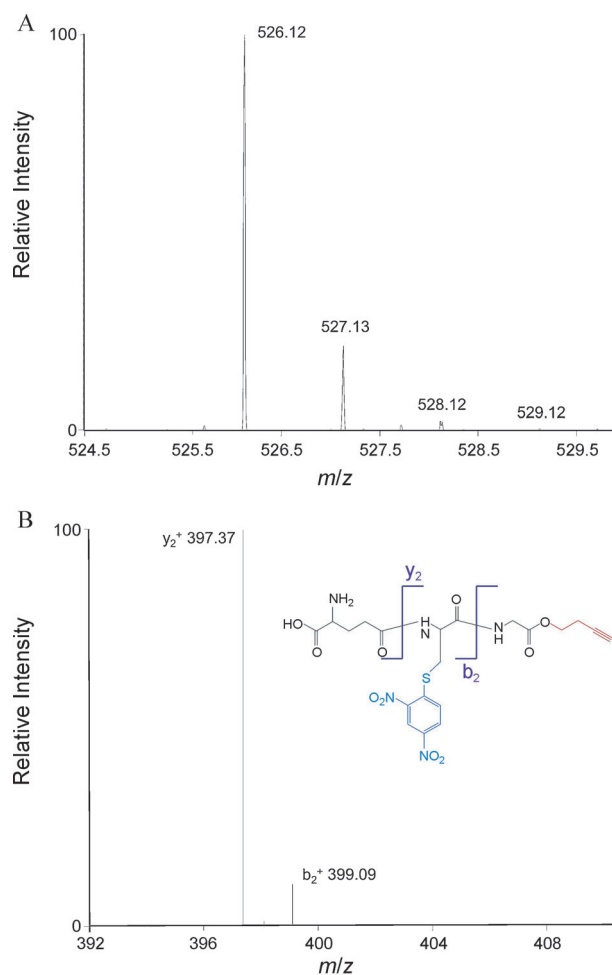 A
Relative Intensity
100
0
526.12
527.13
528.12
529.12
524.5 525.5 526.5 527.5 528.5 529.5
m/z
B
Relative Intensity
100
0
y₂⁺ 397.37
b₂⁺ 399.09
y₂
b₂
NH₂
HO
O
O
H
N
O
N
H
O
O
S
O₂N
NO₂
392 396 400 404 408
m/z